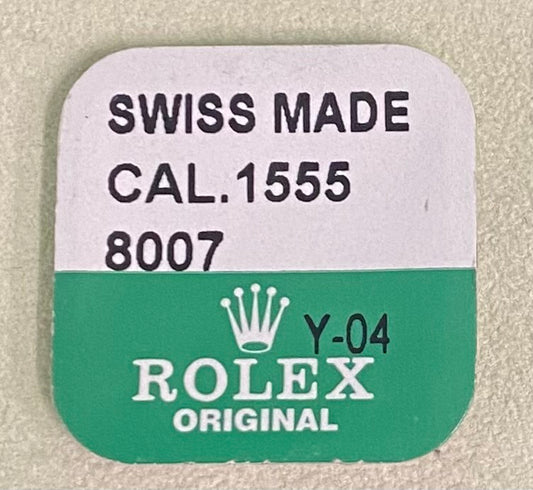 SWISS MADE
CAL.1555
8007
Y-04
ROLEX
ORIGINAL